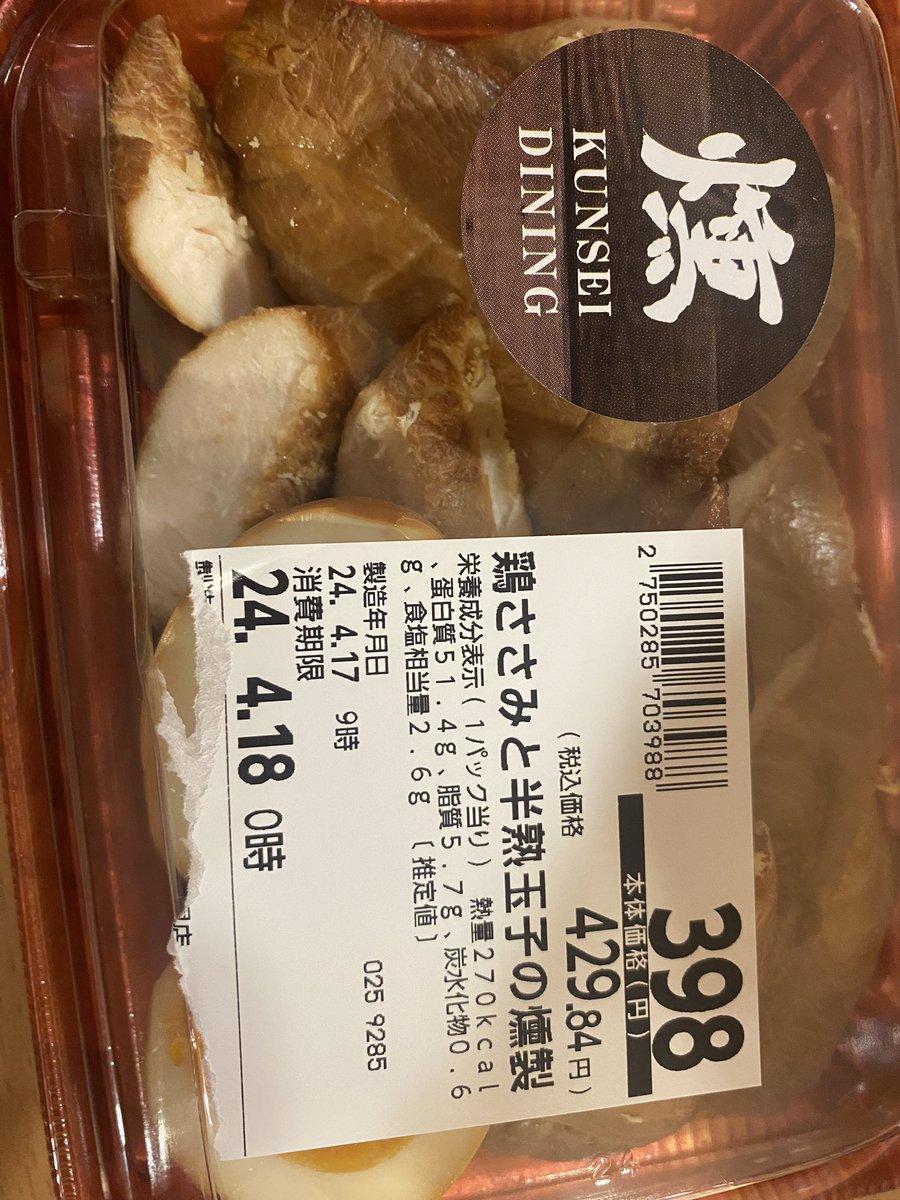 燻
KUNSEI
DINING
2 750285 703988
398
本体価格(円)
(税込価格 429.84円)
鶏ささみと半熟玉子の燻製
栄養成分表示(1パック当り) 熱量270kcal
、蛋白質51.4g、脂質5.7g、炭水化物0.6
g、食塩相当量2.6g [推定値]
製造年月日 025 9285
24. 4.17 9時
消費期限
24. 4.18 0時
店